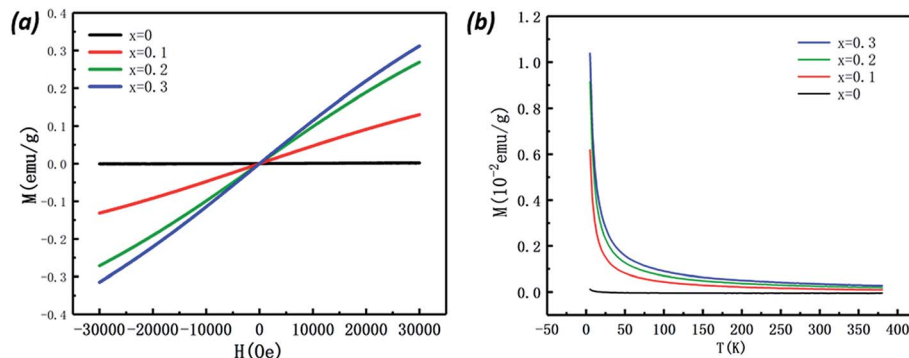 (a)
x=0
x=0.1
x=0.2
x=0.3
M(emu/g)
0.4
0.3
0.2
0.1
0.0
-0.1
-0.2
-0.3
-0.4
-30000 -20000 -10000 0 10000 20000 30000
H(Oe)
(b)
x=0.3
x=0.2
x=0.1
x=0
M(10⁻²emu/g)
1.2
1.0
0.8
0.6
0.4
0.2
0.0
-50 0 50 100 150 200 250 300 350 400
T(K)